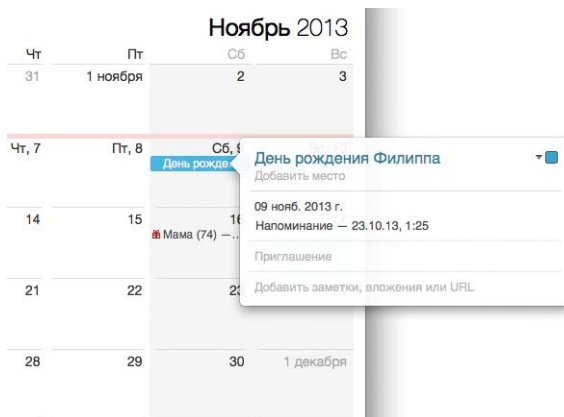 Ноябрь 2013
Чт Пт Сб Вс
31 1 ноября 2 3
Чт, 7 Пт, 8 Сб, 9
День рожде...
День рождения Филиппа
Добавить место
09 нояб. 2013 г.
Напоминание — 23.10.13, 1:25
Приглашение
Добавить заметки, вложения или URL
14 15 16
Мама (74) —...
21 22 23
28 29 30 1 декабря